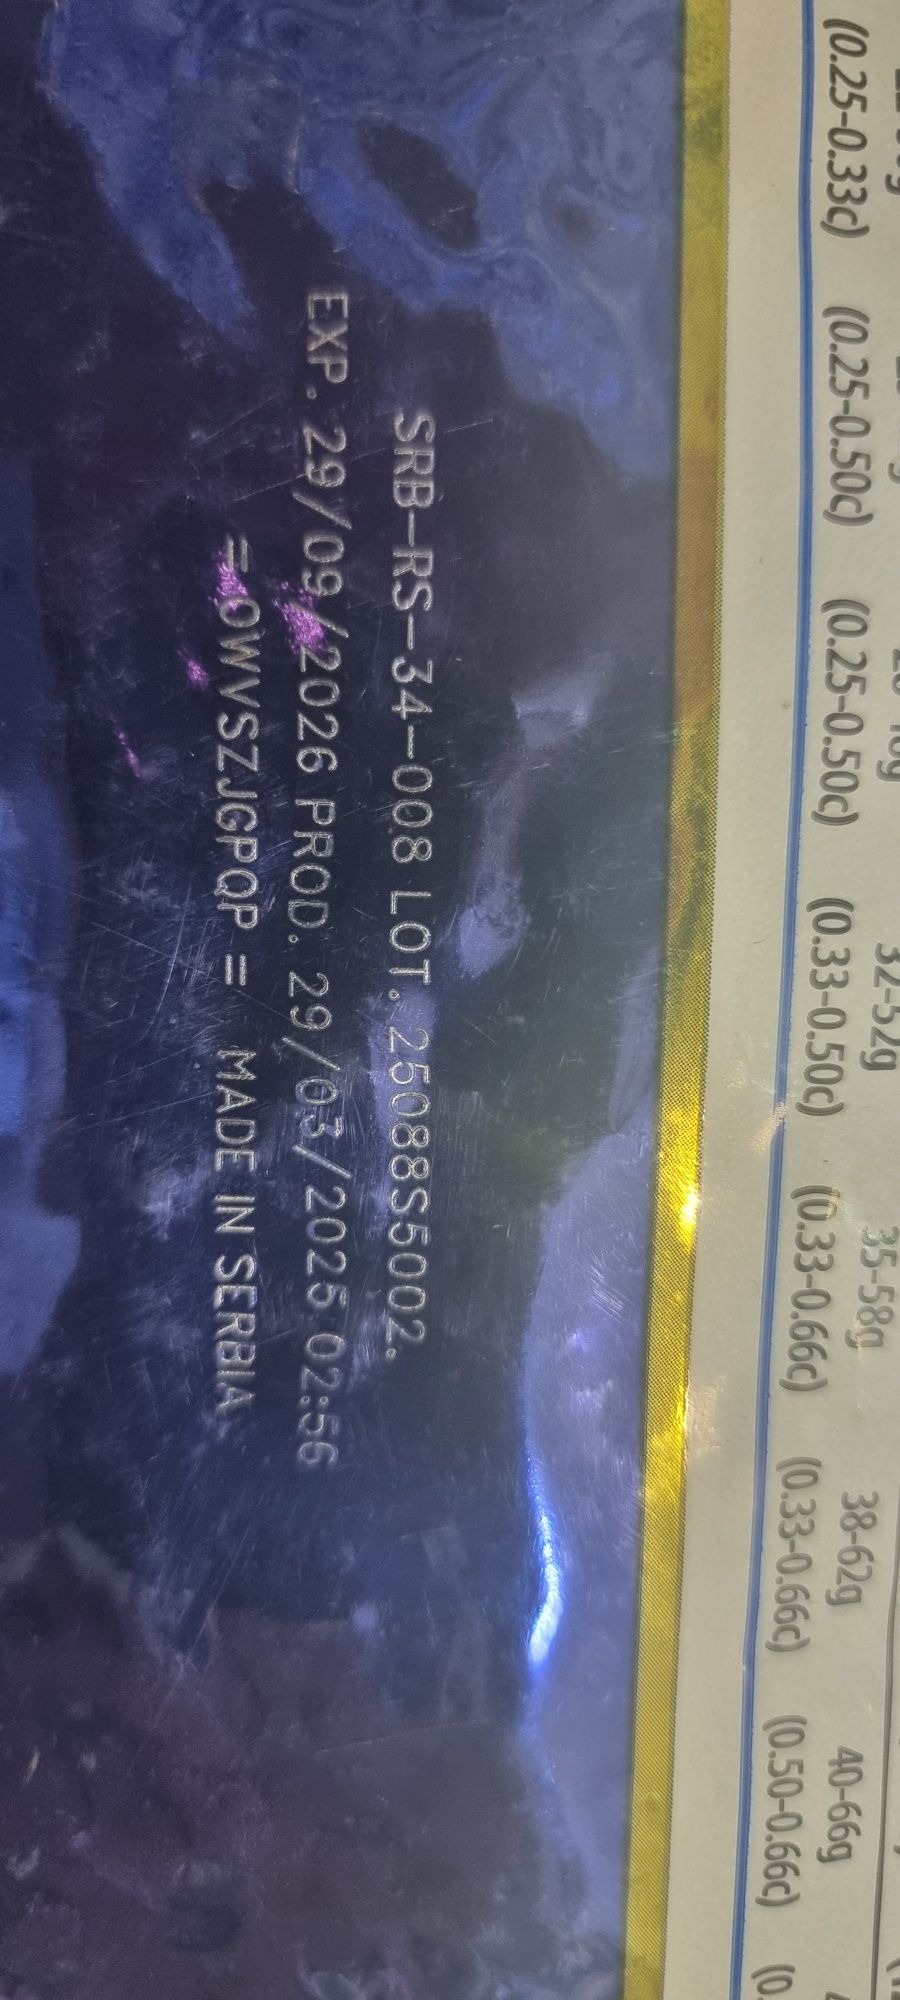 32-52g 35-58g 38-62g 40-66g
(0.25-0.33c) (0.25-0.50c) (0.25-0.50c) (0.33-0.50c) (0.33-0.66c) (0.33-0.66c) (0.50-0.66c)
SRB-RS-34-008 LOT. 25088S5002.
EXP. 29/09/2026 PROD. 29/03/2025 02:56
= OWVSZJGPQP = MADE IN SERBIA